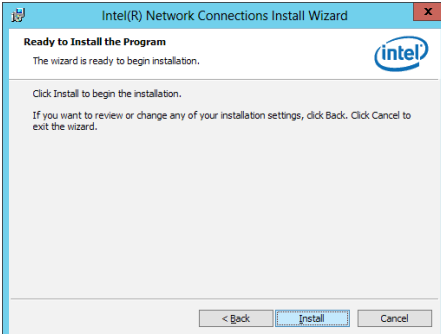 Intel(R) Network Connections Install Wizard
x
Ready to Install the Program
The wizard is ready to begin installation.
intel
Click Install to begin the installation.
If you want to review or change any of your installation settings, click Back. Click Cancel to
exit the wizard.
< Back
Install
Cancel